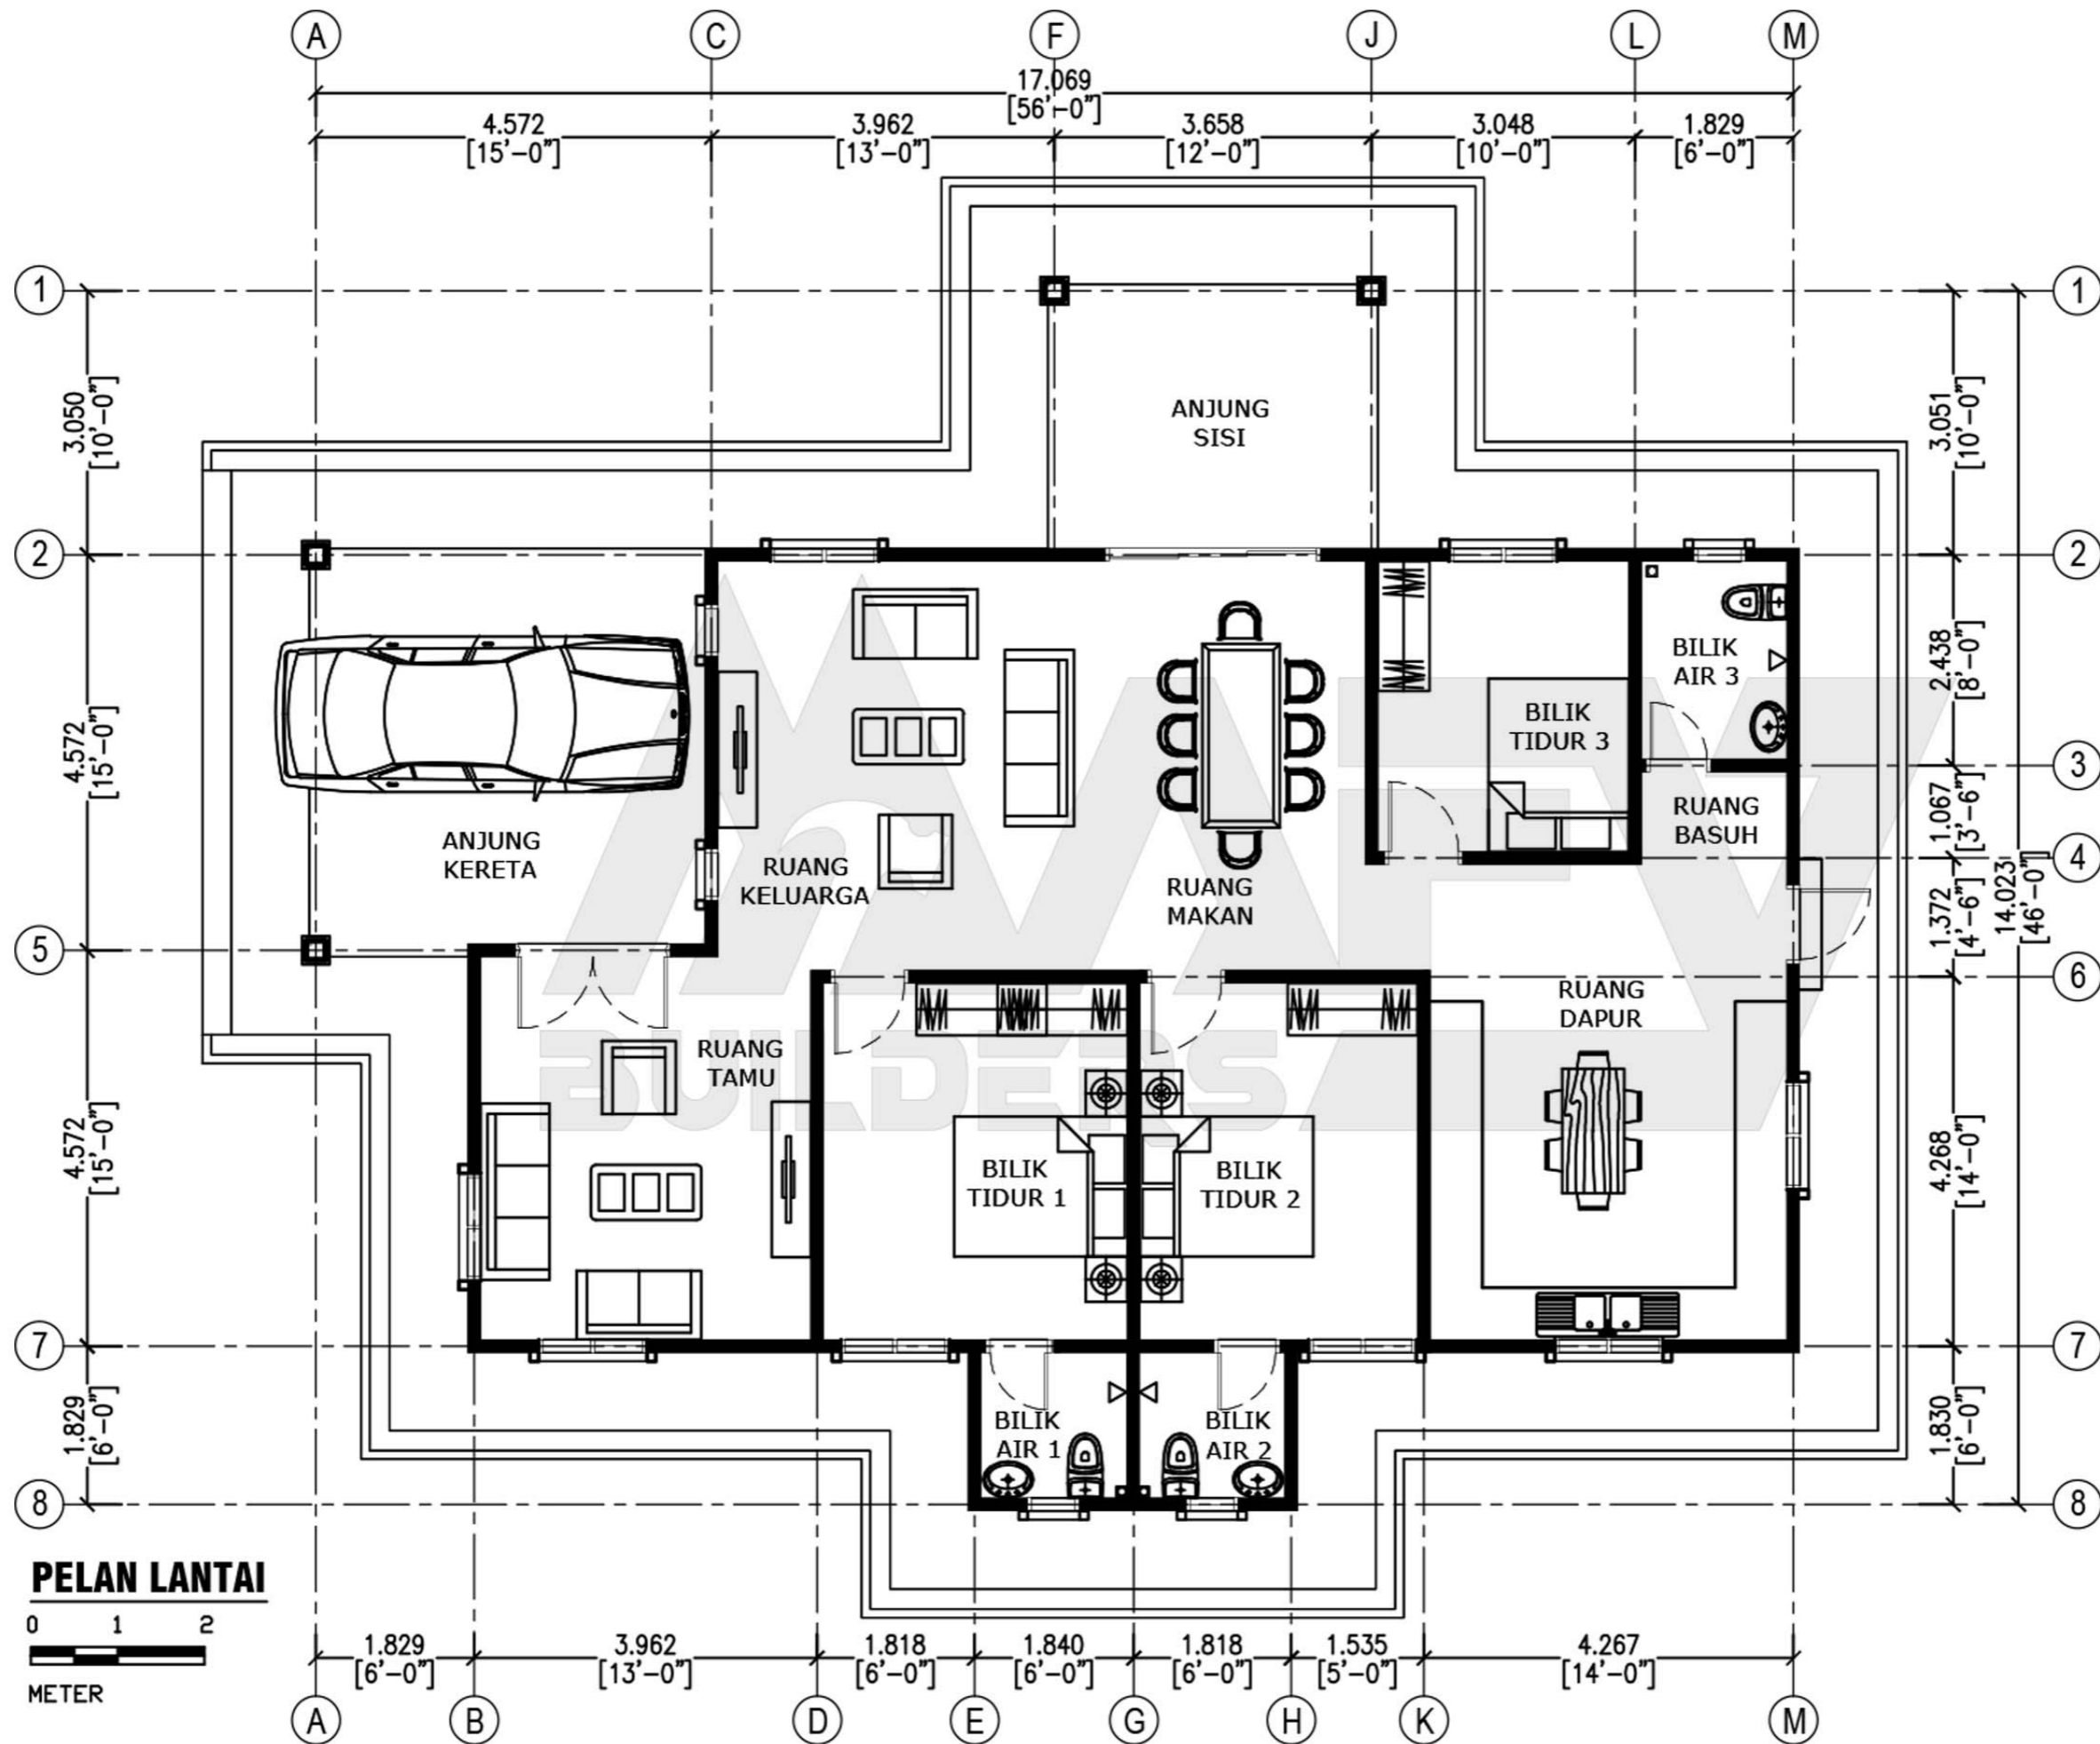 A C F J L M
17.069
[56'-0"]
4.572 3.962 3.658 3.048 1.829
[15'-0"] [13'-0"] [12'-0"] [10'-0"] [6'-0"]
1 1
3.050 3.051
[10'-0"] [10'-0"]
ANJUNG
SISI
2 2
4.572 2.438
[15'-0"] [8'-0"]
BILIK
AIR 3
BILIK
TIDUR 3
3
1.067
[3'-6"]
RUANG
BASUH
ANJUNG
KERETA
RUANG
KELUARGA
RUANG
MAKAN
4
1.372
[4'-6"]
14.023
[46'-0"]
5
6
RUANG
DAPUR
RUANG
TAMU
BUILDERS
4.572 4.268
[15'-0"] [14'-0"]
BILIK
TIDUR 1
BILIK
TIDUR 2
7 7
1.829 1.830
[6'-0"] [6'-0"]
BILIK
AIR 1
BILIK
AIR 2
8 8
PELAN LANTAI
0 1 2
METER
1.829 3.962 1.818 1.840 1.818 1.535 4.267
[6'-0"] [13'-0"] [6'-0"] [6'-0"] [6'-0"] [5'-0"] [14'-0"]
A B D E G H K M